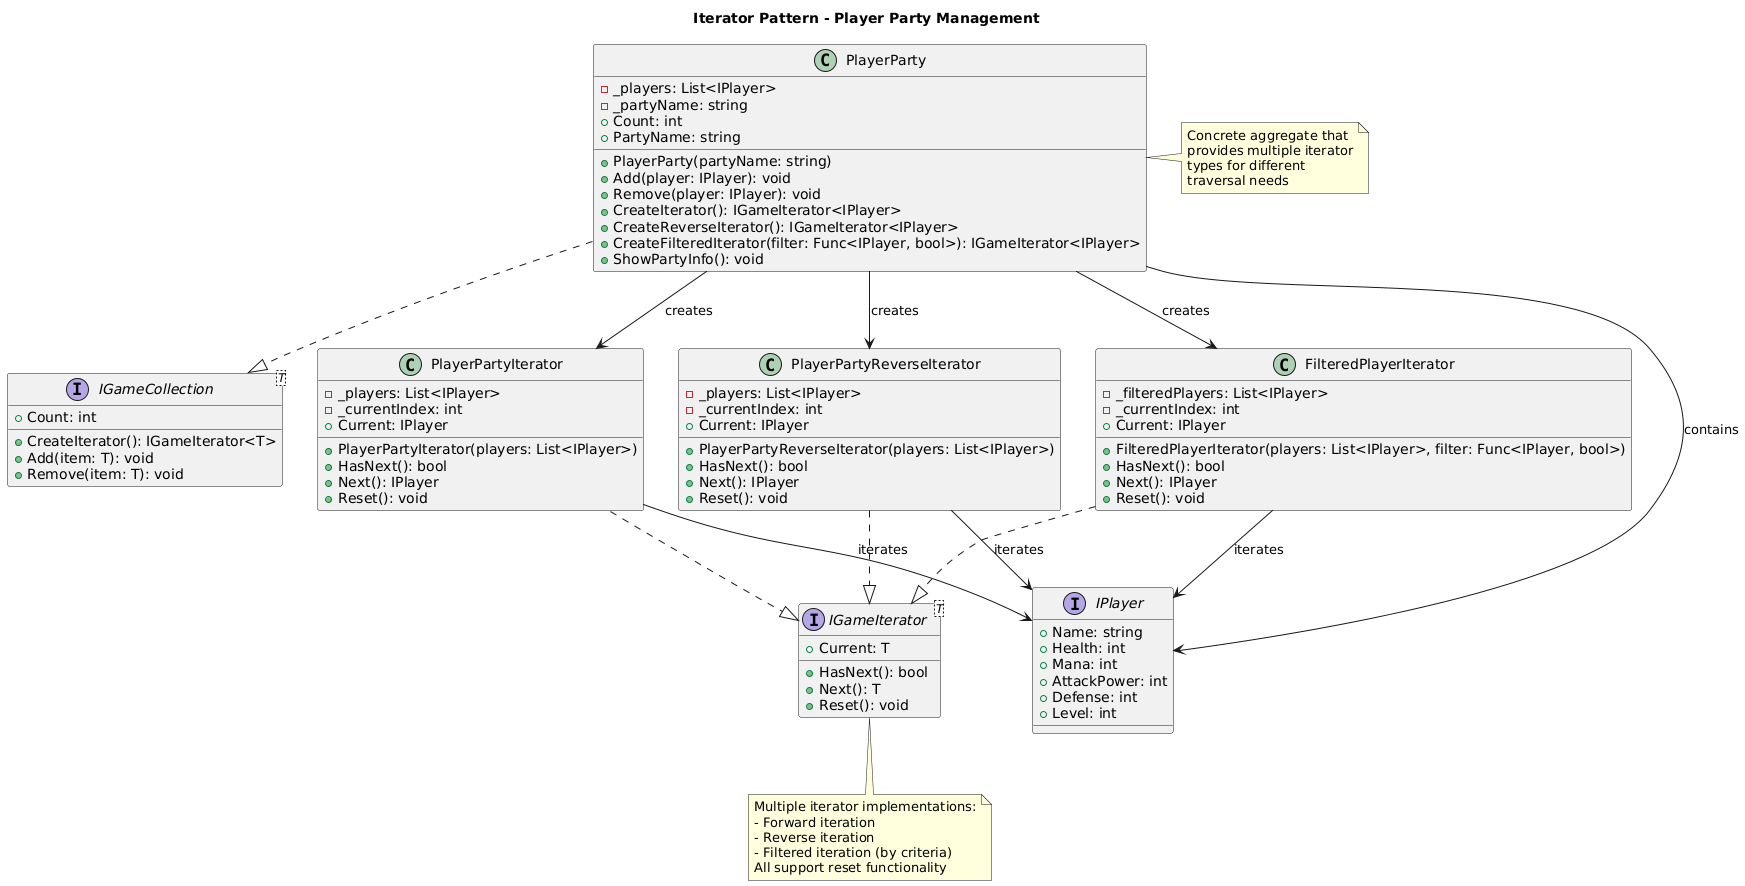 Iterator Pattern - Player Party Management
C PlayerParty
_players: List<IPlayer>
_partyName: string
Count: int
PartyName: string
PlayerParty(partyName: string)
Add(player: IPlayer): void
Remove(player: IPlayer): void
CreateIterator(): IGameIterator<IPlayer>
CreateReverseIterator(): IGameIterator<IPlayer>
CreateFilteredIterator(filter: Func<IPlayer, bool>): IGameIterator<IPlayer>
ShowPartyInfo(): void
Concrete aggregate that
provides multiple iterator
types for different
traversal needs
creates
creates
creates
contains
I IGameCollection T
Count: int
CreateIterator(): IGameIterator<T>
Add(item: T): void
Remove(item: T): void
C PlayerPartyIterator
_players: List<IPlayer>
_currentIndex: int
Current: IPlayer
PlayerPartyIterator(players: List<IPlayer>)
HasNext(): bool
Next(): IPlayer
Reset(): void
C PlayerPartyReverseIterator
_players: List<IPlayer>
_currentIndex: int
Current: IPlayer
PlayerPartyReverseIterator(players: List<IPlayer>)
HasNext(): bool
Next(): IPlayer
Reset(): void
C FilteredPlayerIterator
_filteredPlayers: List<IPlayer>
_currentIndex: int
Current: IPlayer
FilteredPlayerIterator(players: List<IPlayer>, filter: Func<IPlayer, bool>)
HasNext(): bool
Next(): IPlayer
Reset(): void
iterates
iterates
iterates
I IGameIterator T
Current: T
HasNext(): bool
Next(): T
Reset(): void
I IPlayer
Name: string
Health: int
Mana: int
AttackPower: int
Defense: int
Level: int
Multiple iterator implementations:
- Forward iteration
- Reverse iteration
- Filtered iteration (by criteria)
All support reset functionality